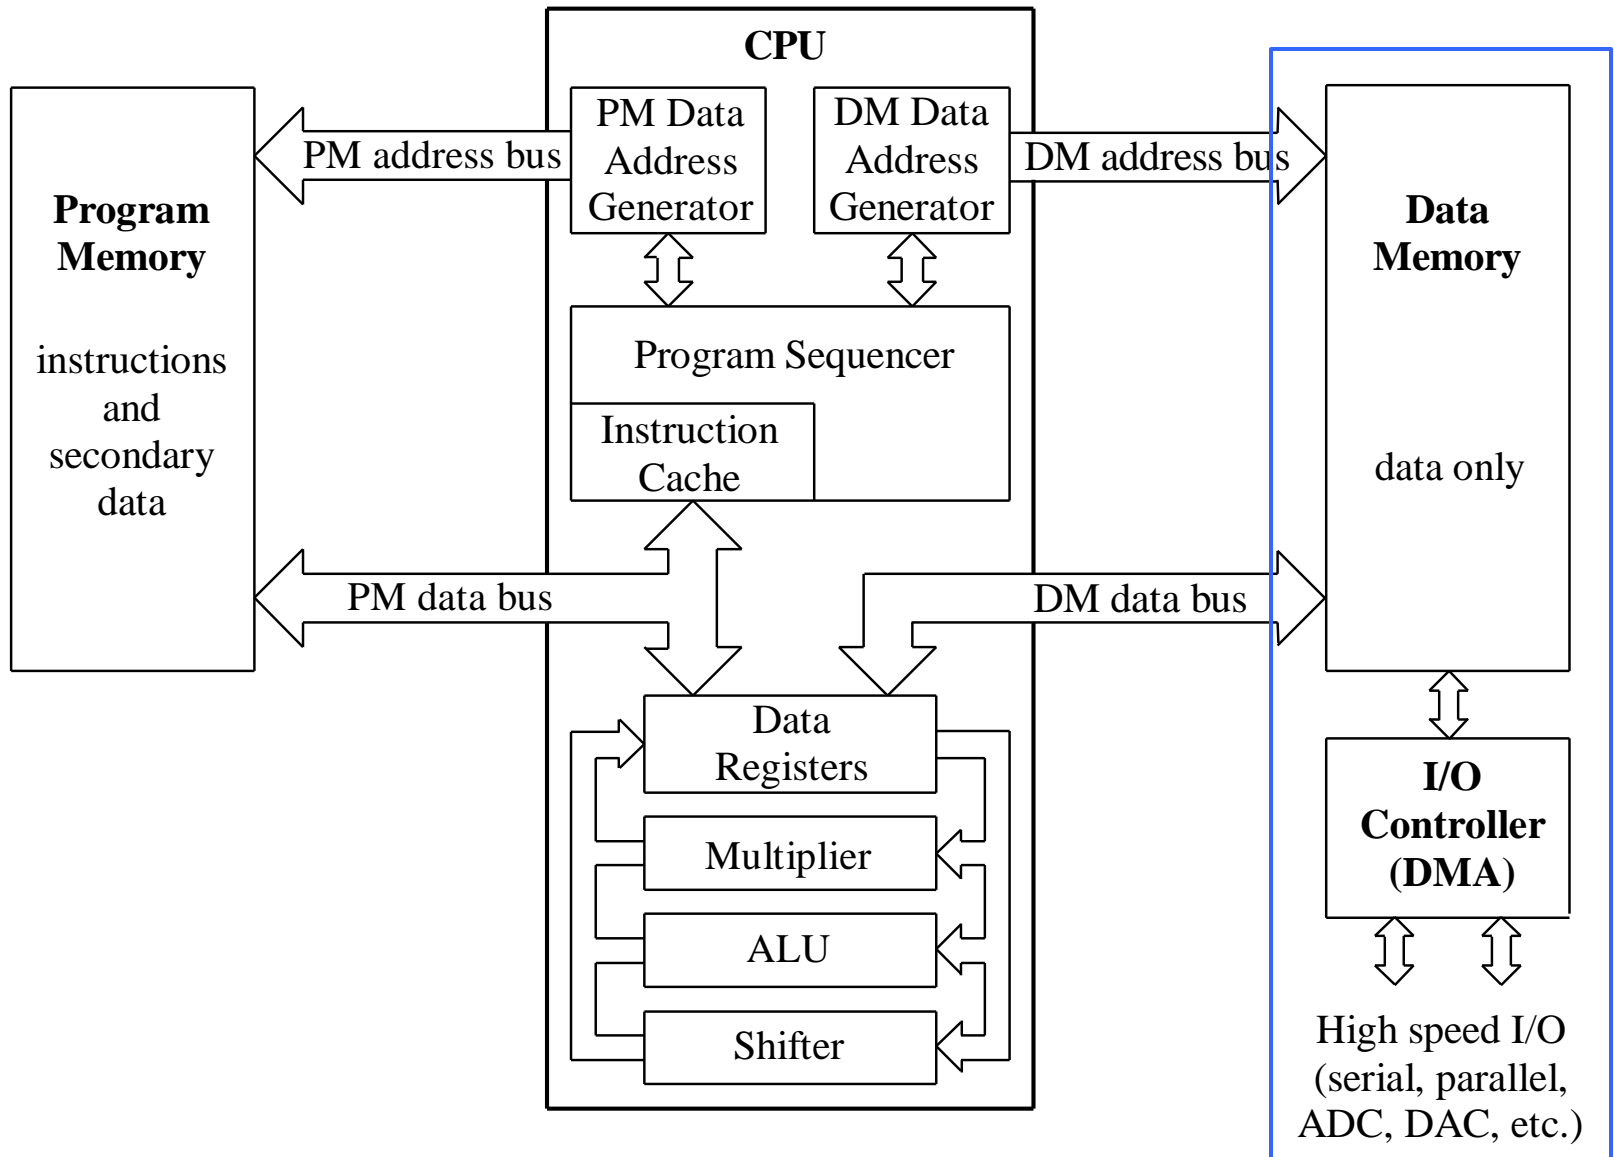 CPU
Program
Memory
instructions
and
secondary
data
PM address bus
PM data bus
PM Data
Address
Generator
DM Data
Address
Generator
Program Sequencer
Instruction
Cache
Data
Registers
Multiplier
ALU
Shifter
DM address bus
DM data bus
Data
Memory
data only
I/O
Controller
(DMA)
High speed I/O
(serial, parallel,
ADC, DAC, etc.)